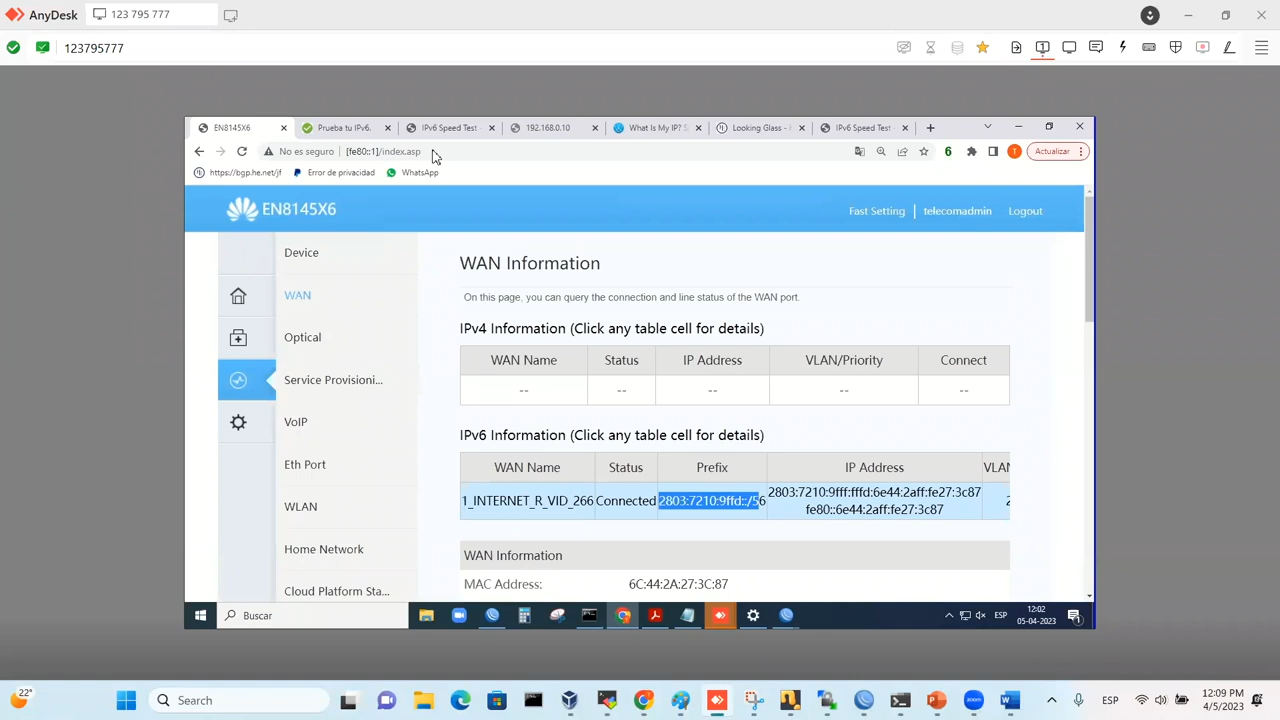 AnyDesk
123 795 777
123795777
EN8145X6
Prueba tu IPv6.
IPv6 Speed Test -
192.168.0.10
What Is My IP? S
Looking Glass -
IPv6 Speed Test
No es seguro
[fe80::1]/index.asp
6
T
Actualizar
https://bgp.he.net/jf
Error de privacidad
WhatsApp
EN8145X6
Fast Setting
telecomadmin
Logout
Device
WAN
Optical
Service Provisioni...
VoIP
Eth Port
WLAN
Home Network
Cloud Platform Sta...
WAN Information
On this page, you can query the connection and line status of the WAN port.
IPv4 Information (Click any table cell for details)
WAN Name Status IP Address VLAN/Priority Connect
-- -- -- -- --
IPv6 Information (Click any table cell for details)
WAN Name Status Prefix IP Address VLAN
1_INTERNET_R_VID_266 Connected 2803:7210:9ffd::/56 2803:7210:9fff:fffd:6e44:2aff:fe27:3c87 2
fe80::6e44:2aff:fe27:3c87
WAN Information
MAC Address: 6C:44:2A:27:3C:87
Buscar
ESP
12:02
05-04-2023
1
22°
Search
ESP
12:09 PM
4/5/2023